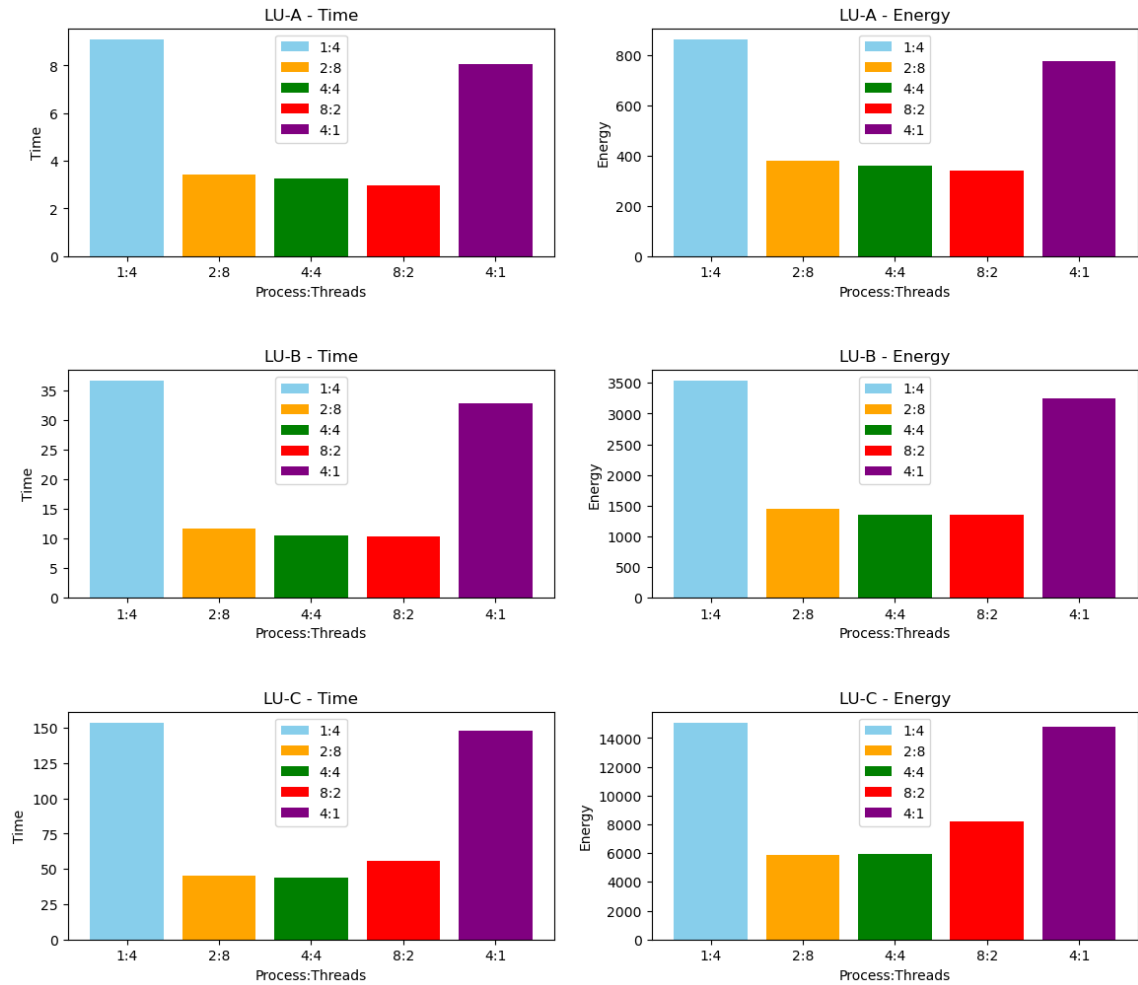 LU-A - Time
Time
8
6
4
2
0
1:4
2:8
4:4
8:2
4:1
1:4 2:8 4:4 8:2 4:1
Process:Threads
LU-A - Energy
Energy
800
600
400
200
0
1:4
2:8
4:4
8:2
4:1
1:4 2:8 4:4 8:2 4:1
Process:Threads
LU-B - Time
Time
35
30
25
20
15
10
5
0
1:4
2:8
4:4
8:2
4:1
1:4 2:8 4:4 8:2 4:1
Process:Threads
LU-B - Energy
Energy
3500
3000
2500
2000
1500
1000
500
0
1:4
2:8
4:4
8:2
4:1
1:4 2:8 4:4 8:2 4:1
Process:Threads
LU-C - Time
Time
150
125
100
75
50
25
0
1:4
2:8
4:4
8:2
4:1
1:4 2:8 4:4 8:2 4:1
Process:Threads
LU-C - Energy
Energy
14000
12000
10000
8000
6000
4000
2000
0
1:4
2:8
4:4
8:2
4:1
1:4 2:8 4:4 8:2 4:1
Process:Threads